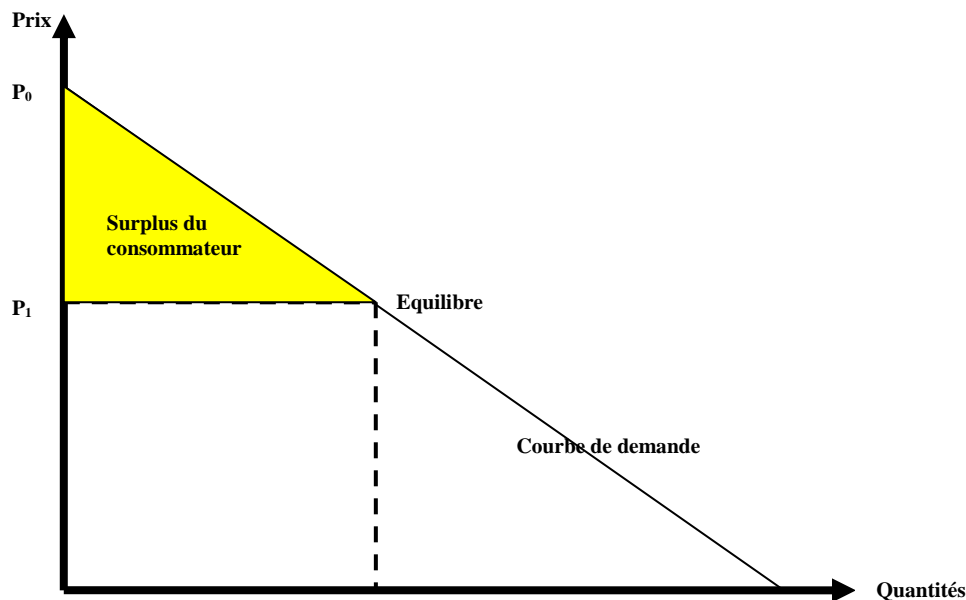 Prix
P₀
Surplus du
consommateur
P₁
Equilibre
Courbe de demande
Quantités